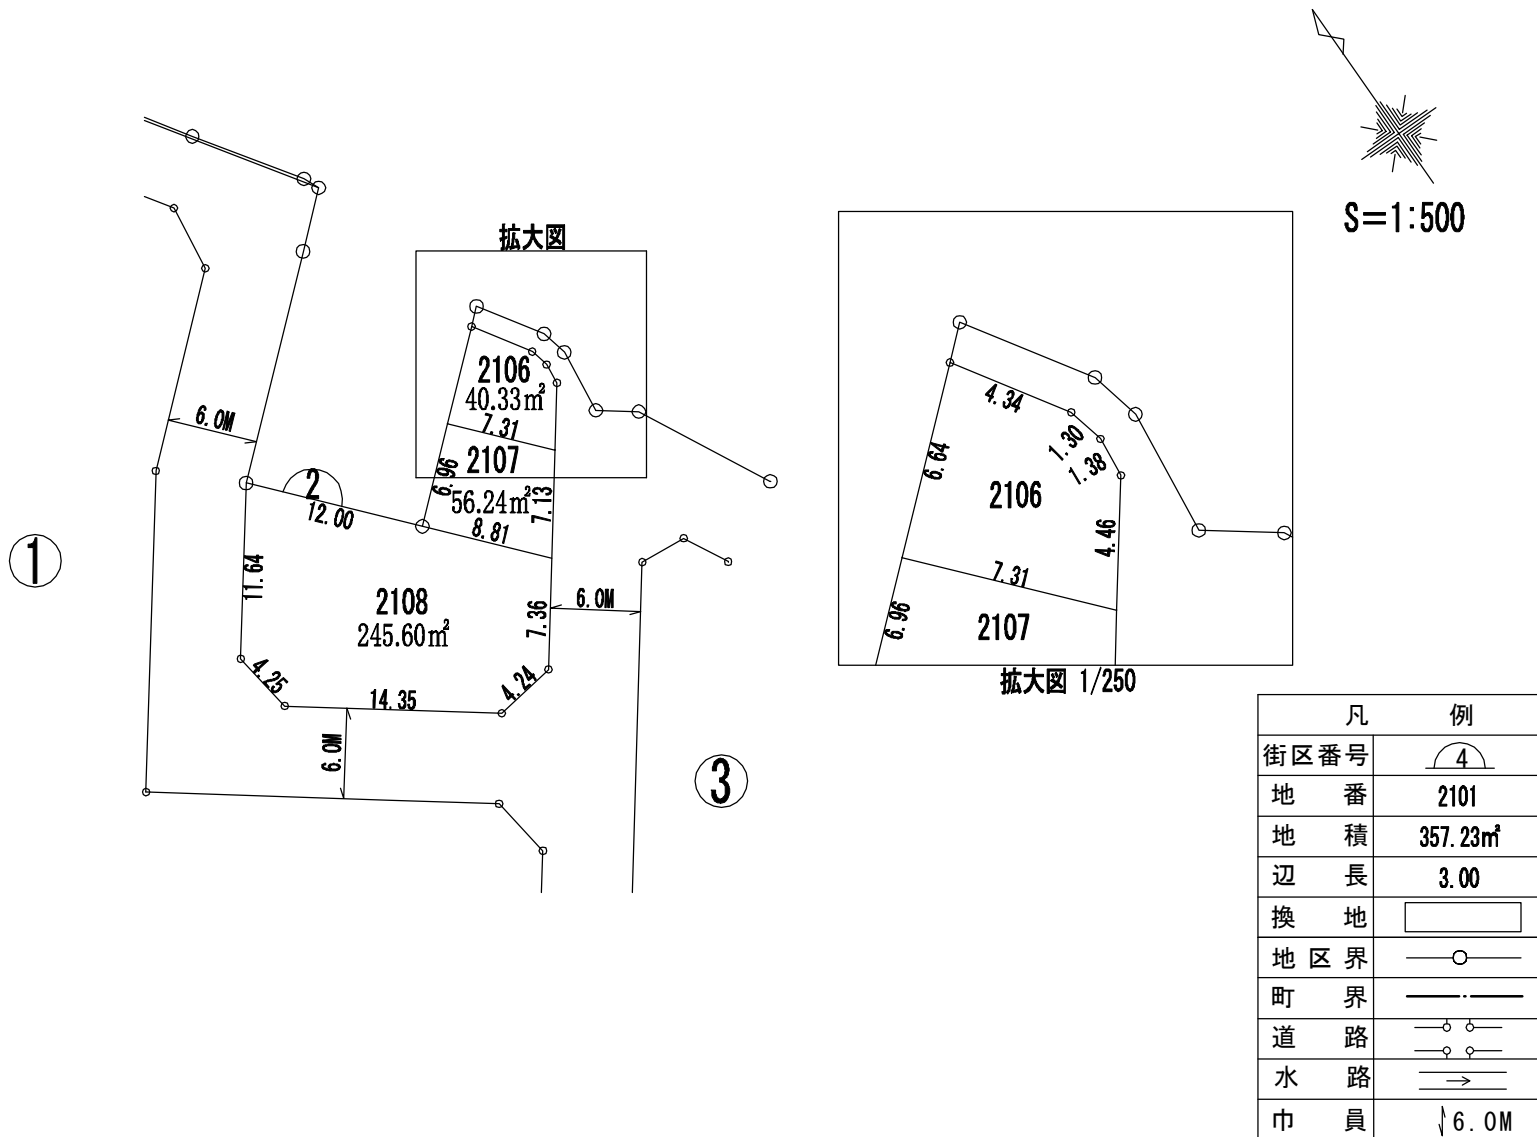 S=1:500
拡大図
2106
40.33㎡
7.31
2107
6.96
56.24㎡
7.13
8.81
6.0M
2
12.00
1
11.64
2108
245.60㎡
7.36
6.0M
4.25
14.35
4.24
6.0M
3
4.34
1.30
1.38
6.64
2106
4.46
7.31
6.96
2107
拡大図 1/250
凡 例
街区番号 4
地 番 2101
地 積 357.23㎡
辺 長 3.00
換 地
地区界
町 界
道 路
水 路
巾 員 6.0M